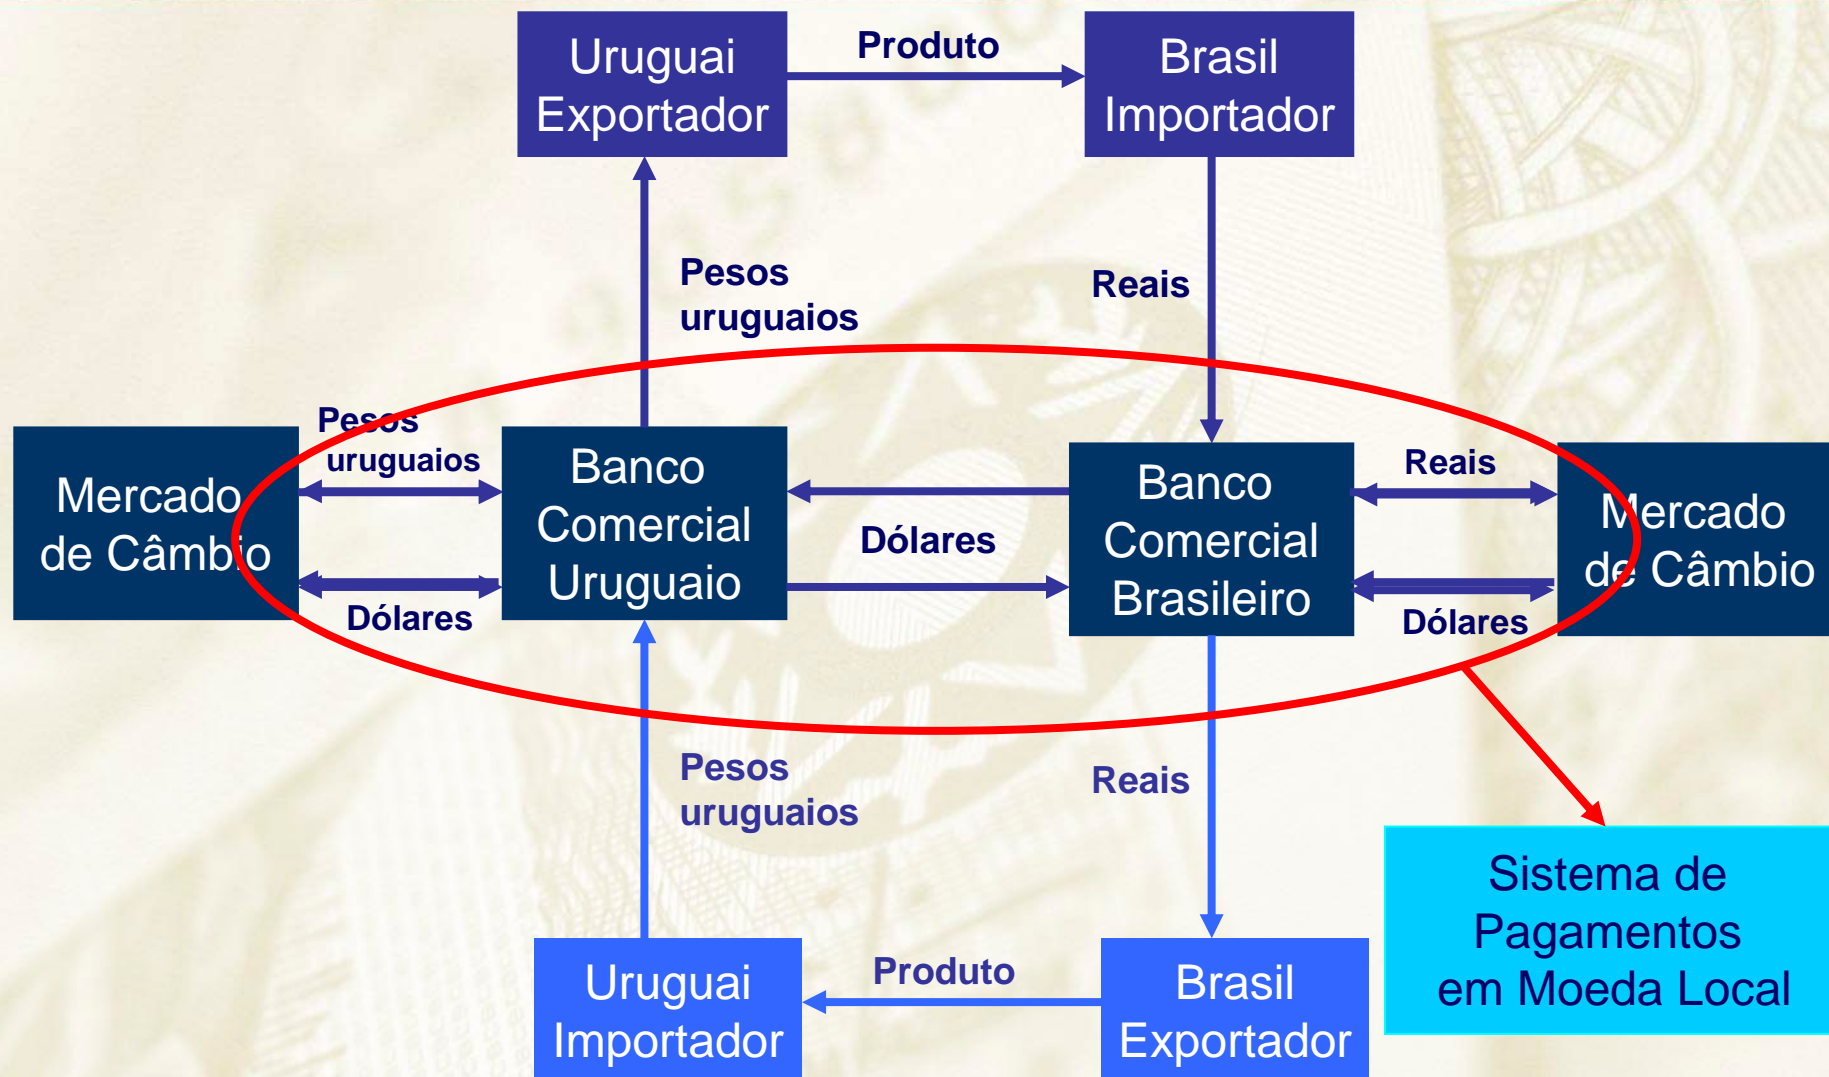 Uruguai
Exportador
Produto
Brasil
Importador
Pesos
uruguaios
Reais
Mercado
de Câmbio
Pesos
uruguaios
Dólares
Banco
Comercial
Uruguaio
Dólares
Banco
Comercial
Brasileiro
Reais
Dólares
Mercado
de Câmbio
Pesos
uruguaios
Reais
Uruguai
Importador
Produto
Brasil
Exportador
Sistema de
Pagamentos
em Moeda Local